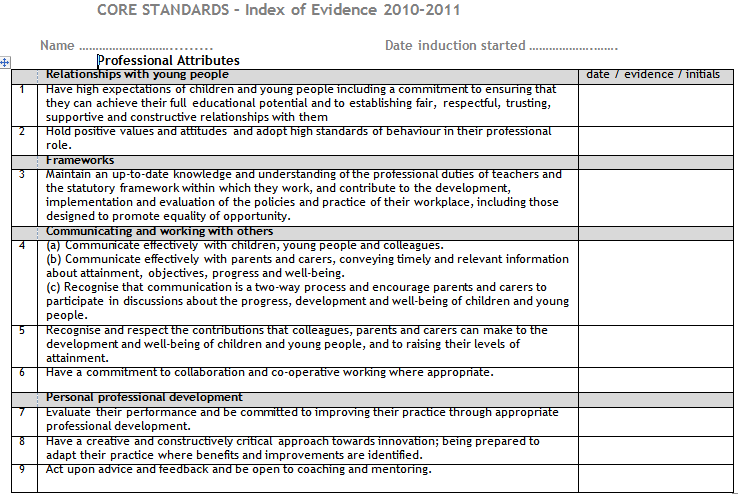 CORE STANDARDS - Index of Evidence 2010-2011
Name ................................... Date induction started .........................
Professional Attributes
Relationships with young people date / evidence / initials
1 Have high expectations of children and young people including a commitment to ensuring that
they can achieve their full educational potential and to establishing fair, respectful, trusting,
supportive and constructive relationships with them
2 Hold positive values and attitudes and adopt high standards of behaviour in their professional
role.
Frameworks
3 Maintain an up-to-date knowledge and understanding of the professional duties of teachers and
the statutory framework within which they work, and contribute to the development,
implementation and evaluation of the policies and practice of their workplace, including those
designed to promote equality of opportunity.
Communicating and working with others
4 (a) Communicate effectively with children, young people and colleagues.
(b) Communicate effectively with parents and carers, conveying timely and relevant information
about attainment, objectives, progress and well-being.
(c) Recognise that communication is a two-way process and encourage parents and carers to
participate in discussions about the progress, development and well-being of children and young
people.
5 Recognise and respect the contributions that colleagues, parents and carers can make to the
development and well-being of children and young people, and to raising their levels of
attainment.
6 Have a commitment to collaboration and co-operative working where appropriate.
Personal professional development
7 Evaluate their performance and be committed to improving their practice through appropriate
professional development.
8 Have a creative and constructively critical approach towards innovation; being prepared to
adapt their practice where benefits and improvements are identified.
9 Act upon advice and feedback and be open to coaching and mentoring.